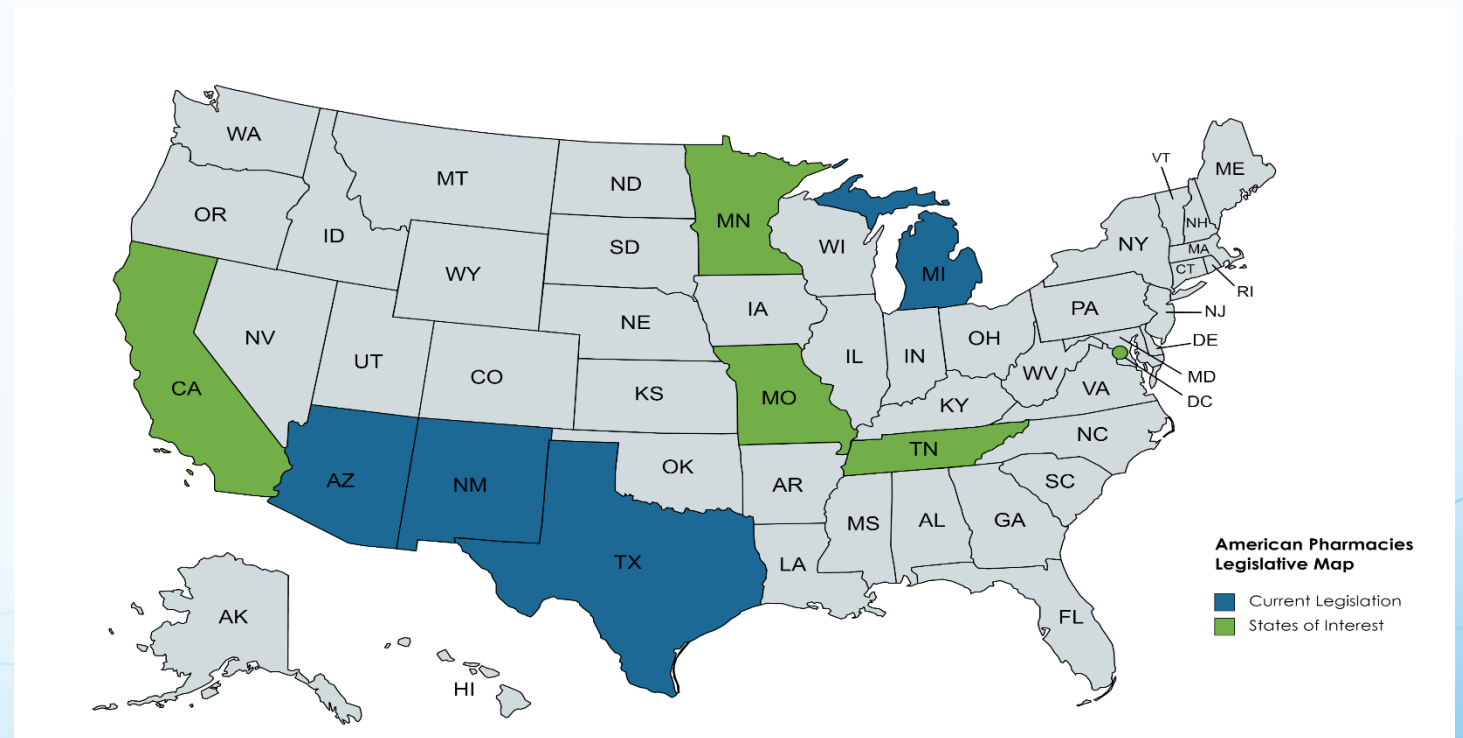 WA
MT
ND
MN
VT
ME
OR
ID
SD
WI
NY
NH
MA
WY
MI
CT
RI
IA
PA
NJ
NE
NV
OH
DE
UT
CO
IL
IN
MD
CA
KS
MO
WV
VA
DC
KY
NC
TN
OK
AZ
NM
AR
SC
MS
AL
GA
TX
LA
American Pharmacies
Legislative Map
Current Legislation
States of Interest
AK
FL
HI